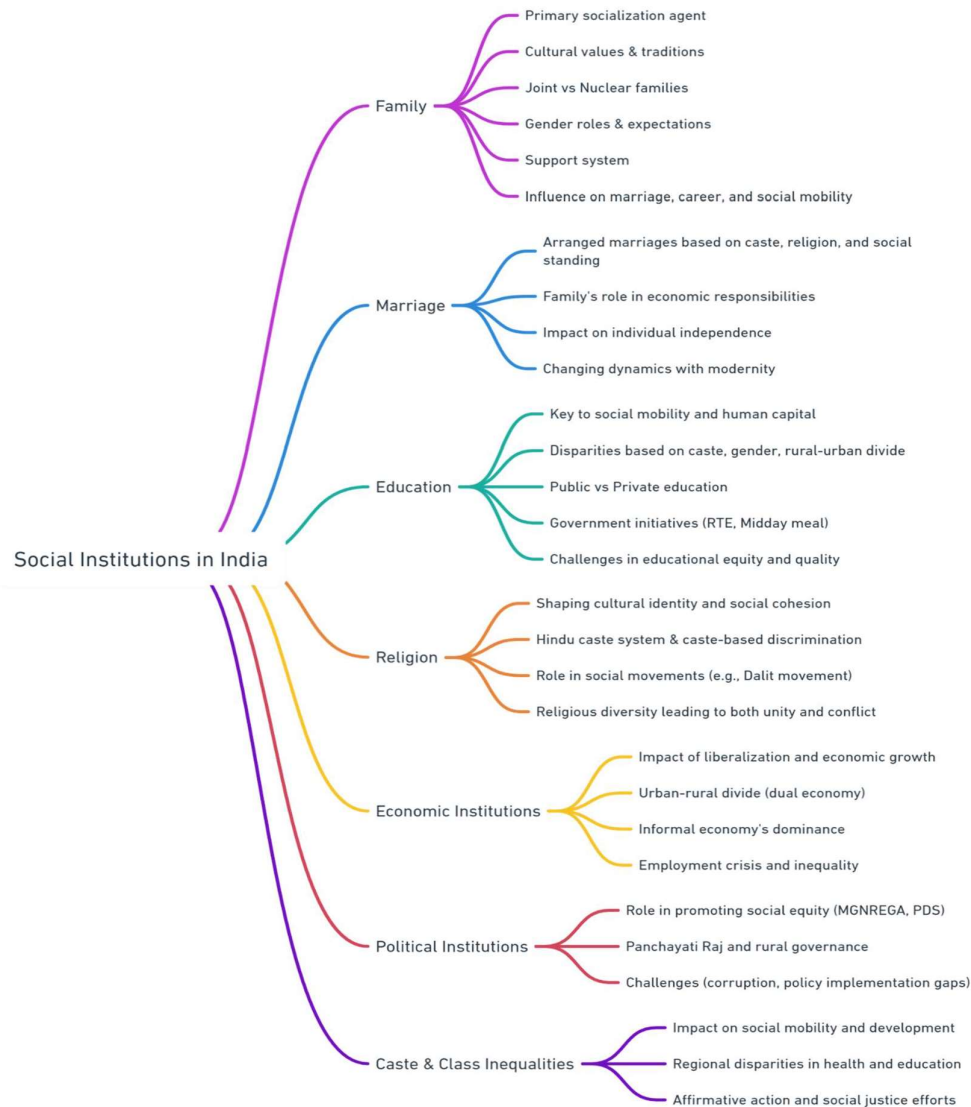 Social Institutions in India
Family
Primary socialization agent
Cultural values & traditions
Joint vs Nuclear families
Gender roles & expectations
Support system
Influence on marriage, career, and social mobility
Marriage
Arranged marriages based on caste, religion, and social
standing
Family's role in economic responsibilities
Impact on individual independence
Changing dynamics with modernity
Education
Key to social mobility and human capital
Disparities based on caste, gender, rural-urban divide
Public vs Private education
Government initiatives (RTE, Midday meal)
Challenges in educational equity and quality
Religion
Shaping cultural identity and social cohesion
Hindu caste system & caste-based discrimination
Role in social movements (e.g., Dalit movement)
Religious diversity leading to both unity and conflict
Economic Institutions
Impact of liberalization and economic growth
Urban-rural divide (dual economy)
Informal economy's dominance
Employment crisis and inequality
Political Institutions
Role in promoting social equity (MGNREGA, PDS)
Panchayati Raj and rural governance
Challenges (corruption, policy implementation gaps)
Caste & Class Inequalities
Impact on social mobility and development
Regional disparities in health and education
Affirmative action and social justice efforts